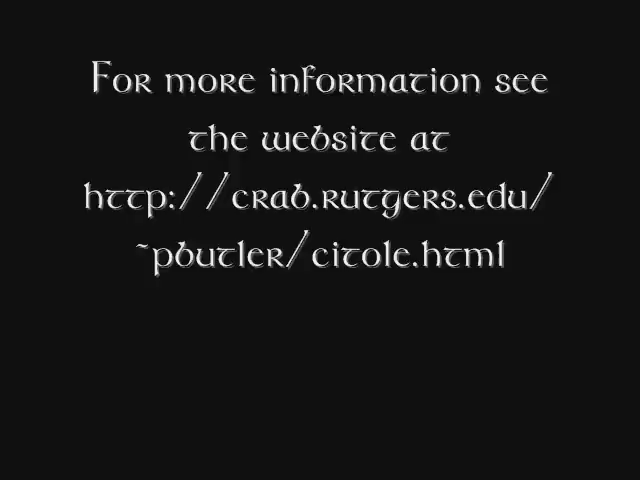 For more information see
the website at
http://crab.rutgers.edu/
~pbutler/citole.html